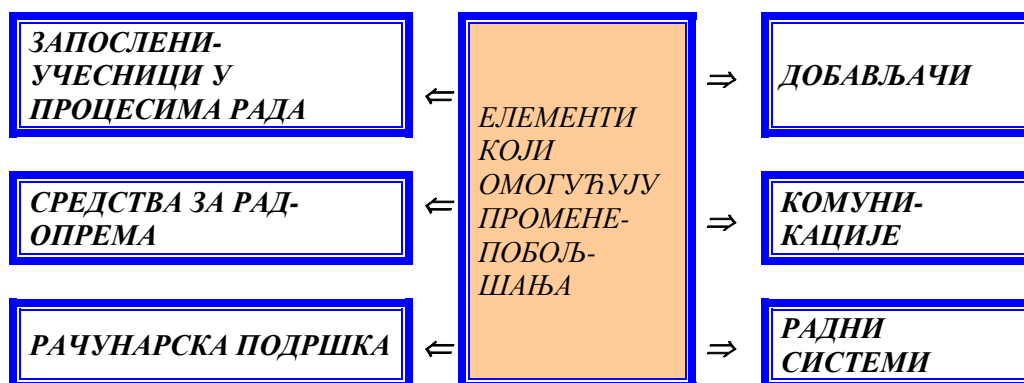 ЗАПОСЛЕНИ-
УЧЕСНИЦИ У
ПРОЦЕСИМА РАДА
⇐
СРЕДСТВА ЗА РАД-
ОПРЕМА
⇐
РАЧУНАРСКА ПОДРШКА
⇐
ЕЛЕМЕНТИ
КОЈИ
ОМОГУЋУЈУ
ПРОМЕНЕ-
ПОБОЉ-
ШАЊА
⇒
ДОБАВЉАЧИ
⇒
КОМУНИ-
КАЦИЈЕ
⇒
РАДНИ
СИСТЕМИ